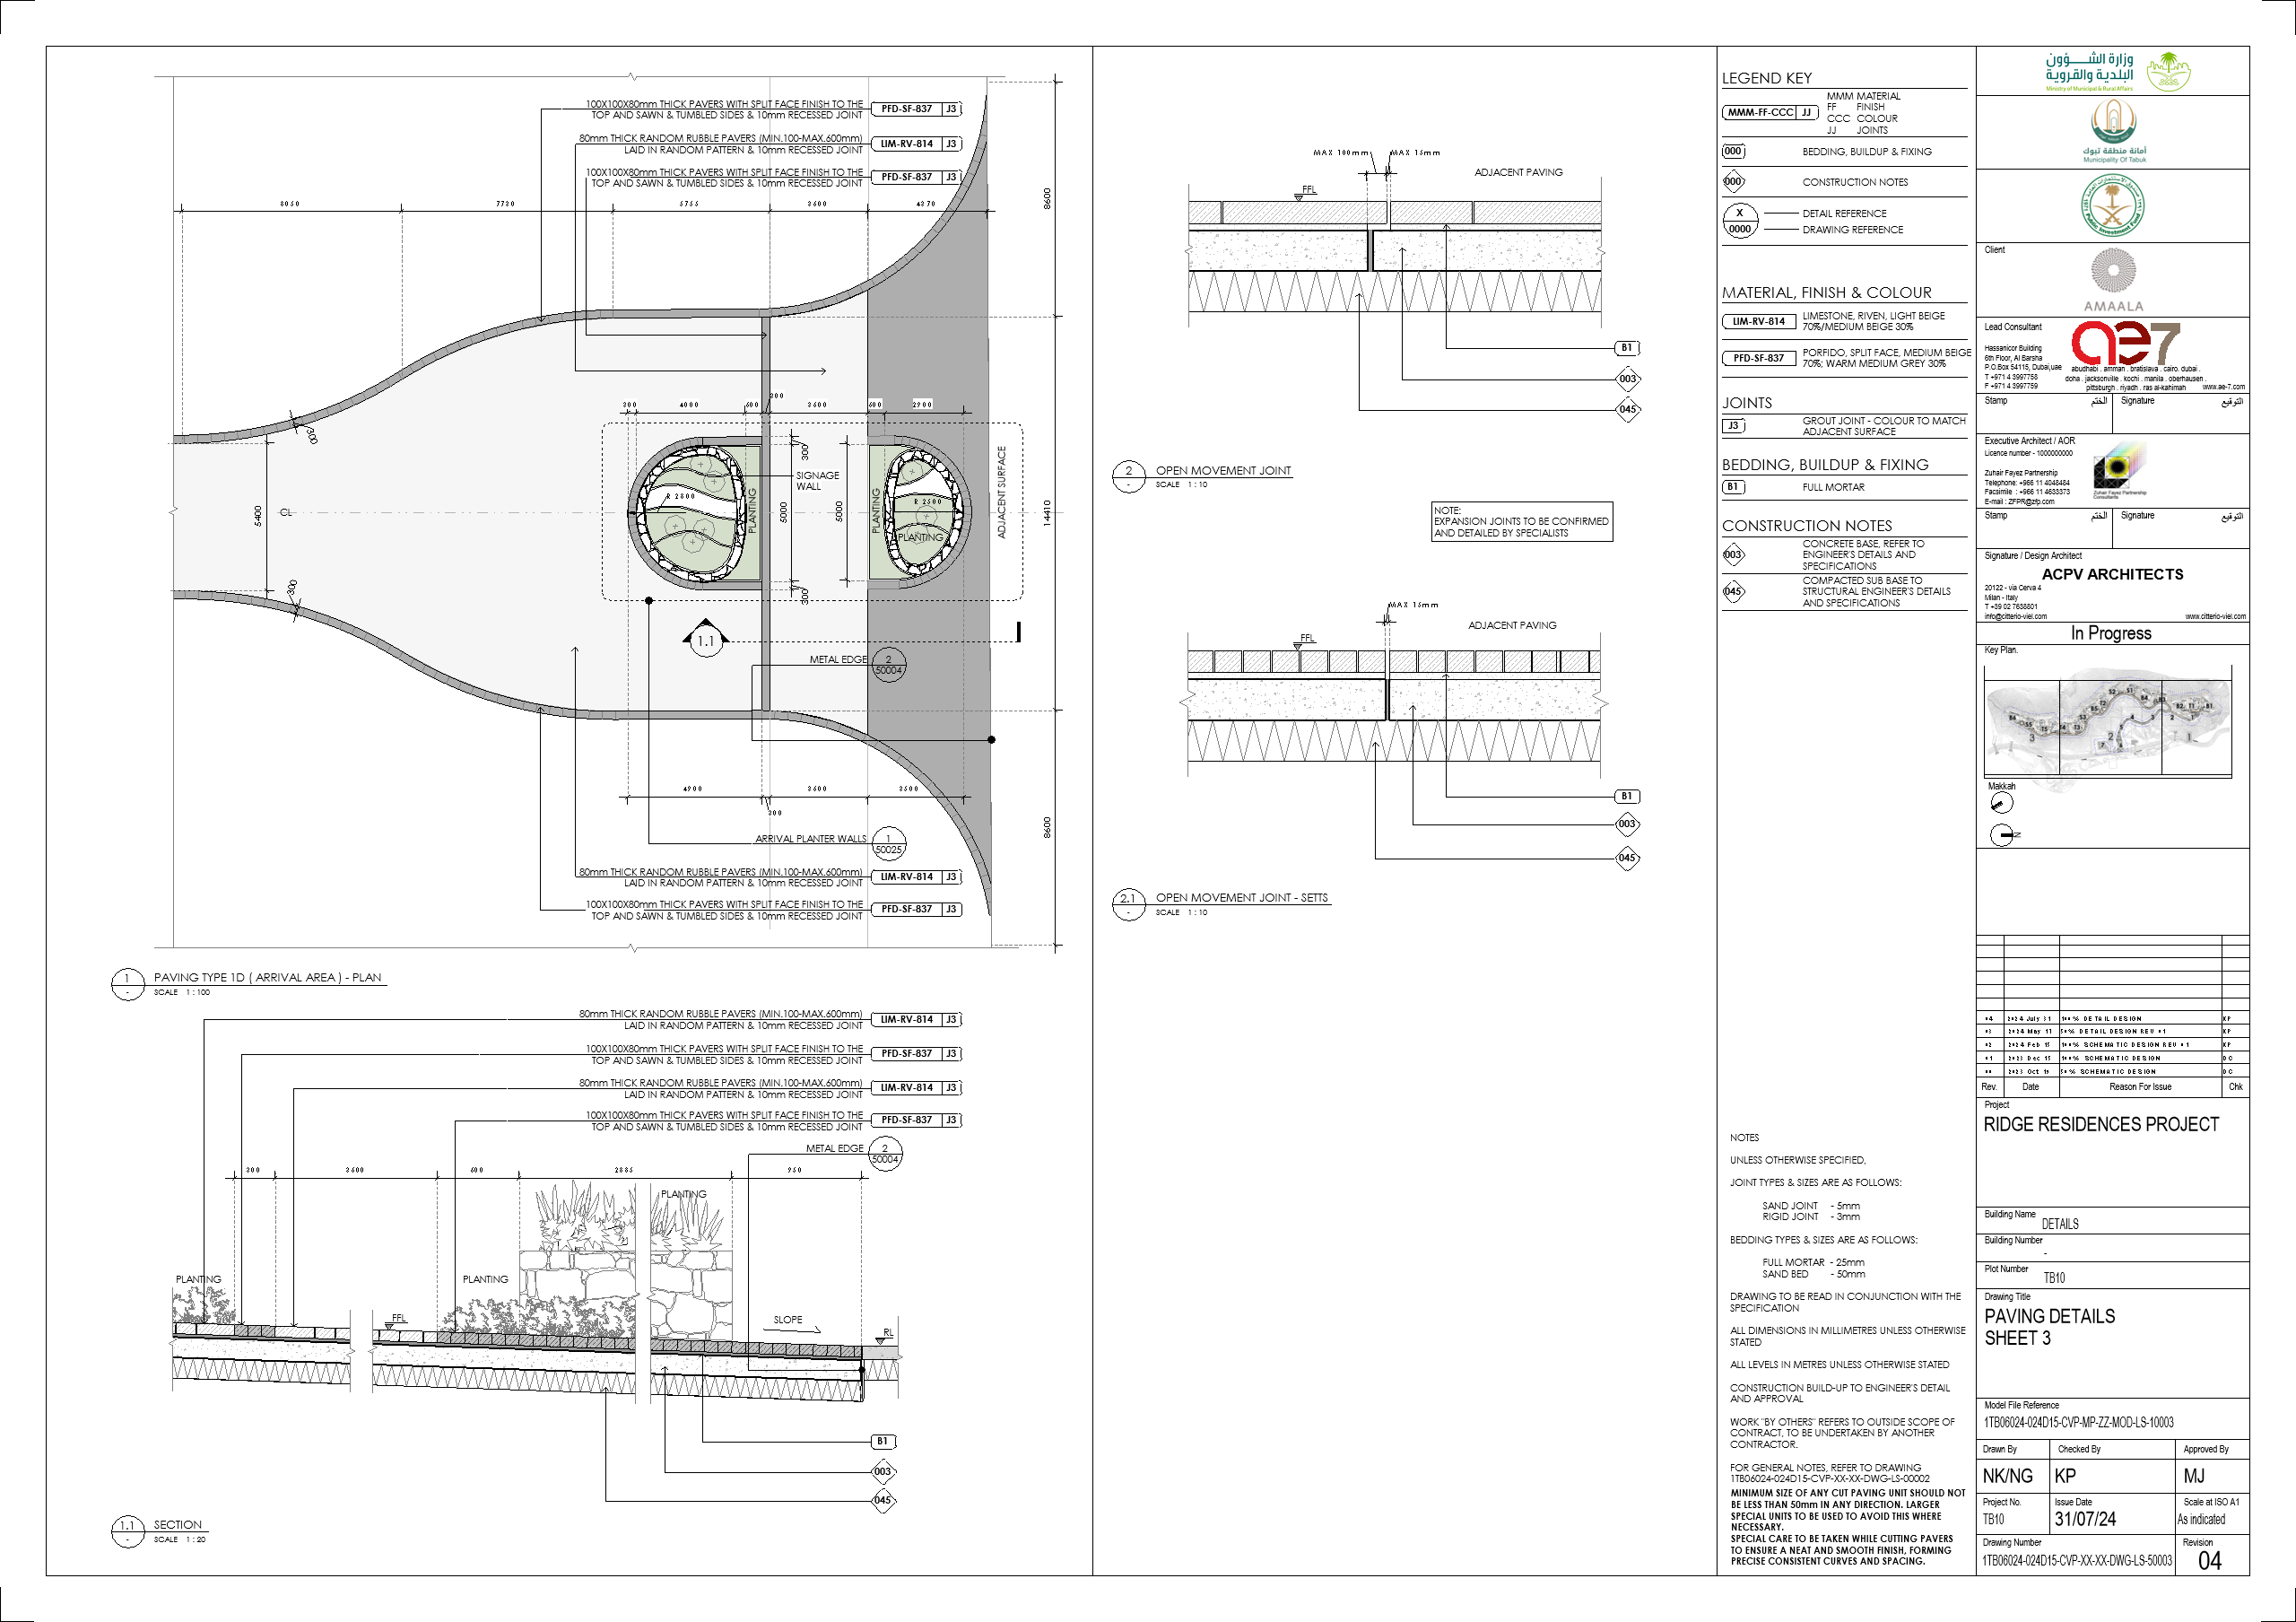 100X100X80mm THICK PAVERS WITH SPLIT FACE FINISH TO THE
TOP AND SAWN & TUMBLED SIDES & 10mm RECESSED JOINT
PFD-SF-837 J3
80mm THICK RANDOM RUBBLE PAVERS (MIN.100-MAX.600mm)
LAID IN RANDOM PATTERN & 10mm RECESSED JOINT
LIM-RV-814 J3
100X100X80mm THICK PAVERS WITH SPLIT FACE FINISH TO THE
TOP AND SAWN & TUMBLED SIDES & 10mm RECESSED JOINT
PFD-SF-837 J3
7730
3600
4370
8600
200
4000
600
200
3600
600
2900
300
300
SIGNAGE
WALL
PLANTING
R 2800
5000
5000
PLANTING
R 2500
PLANTING
ADJACENT SURFACE
14410
5400
CL
300
300
1.1
METAL EDGE
2
50004
4900
3600
3500
200
8600
ARRIVAL PLANTER WALLS
1
50025
80mm THICK RANDOM RUBBLE PAVERS (MIN.100-MAX.600mm)
LAID IN RANDOM PATTERN & 10mm RECESSED JOINT
LIM-RV-814 J3
100X100X80mm THICK PAVERS WITH SPLIT FACE FINISH TO THE
TOP AND SAWN & TUMBLED SIDES & 10mm RECESSED JOINT
PFD-SF-837 J3
1
-
PAVING TYPE 1D ( ARRIVAL AREA ) - PLAN
SCALE 1 : 100
80mm THICK RANDOM RUBBLE PAVERS (MIN.100-MAX.600mm)
LAID IN RANDOM PATTERN & 10mm RECESSED JOINT
LIM-RV-814 J3
100X100X80mm THICK PAVERS WITH SPLIT FACE FINISH TO THE
TOP AND SAWN & TUMBLED SIDES & 10mm RECESSED JOINT
PFD-SF-837 J3
80mm THICK RANDOM RUBBLE PAVERS (MIN.100-MAX.600mm)
LAID IN RANDOM PATTERN & 10mm RECESSED JOINT
LIM-RV-814 J3
100X100X80mm THICK PAVERS WITH SPLIT FACE FINISH TO THE
TOP AND SAWN & TUMBLED SIDES & 10mm RECESSED JOINT
PFD-SF-837 J3
METAL EDGE
2
50004
200
3600
600
2885
950
PLANTING
PLANTING
PLANTING
FFL
SLOPE
RL
B1
003
045
1.1
-
SECTION
SCALE 1 : 20
MAX 100mm
MAX 15mm
ADJACENT PAVING
FFL
B1
003
045
2
-
OPEN MOVEMENT JOINT
SCALE 1 : 10
NOTE:
EXPANSION JOINTS TO BE CONFIRMED
AND DETAILED BY SPECIALISTS
MAX 15mm
ADJACENT PAVING
FFL
B1
003
045
2.1
-
OPEN MOVEMENT JOINT - SETTS
SCALE 1 : 10
LEGEND KEY
MMM-FF-CCC JJ
MMM MATERIAL
FF FINISH
CCC COLOUR
JJ JOINTS
000 BEDDING, BUILDUP & FIXING
000 CONSTRUCTION NOTES
X DETAIL REFERENCE
0000 DRAWING REFERENCE
MATERIAL, FINISH & COLOUR
LIM-RV-814 LIMESTONE, RIVEN, LIGHT BEIGE
70%/MEDIUM BEIGE 30%
PFD-SF-837 PORFIDO, SPLIT FACE, MEDIUM BEIGE
70%; WARM MEDIUM GREY 30%
JOINTS
J3 GROUT JOINT - COLOUR TO MATCH
ADJACENT SURFACE
BEDDING, BUILDUP & FIXING
B1 FULL MORTAR
CONSTRUCTION NOTES
003 CONCRETE BASE, REFER TO
ENGINEER'S DETAILS AND
SPECIFICATIONS
045 COMPACTED SUB BASE TO
STRUCTURAL ENGINEER'S DETAILS
AND SPECIFICATIONS
NOTES
UNLESS OTHERWISE SPECIFIED,
JOINT TYPES & SIZES ARE AS FOLLOWS:
SAND JOINT - 5mm
RIGID JOINT - 3mm
BEDDING TYPES & SIZES ARE AS FOLLOWS:
FULL MORTAR - 25mm
SAND BED - 50mm
DRAWING TO BE READ IN CONJUNCTION WITH THE
SPECIFICATION
ALL DIMENSIONS IN MILLIMETRES UNLESS OTHERWISE
STATED
ALL LEVELS IN METRES UNLESS OTHERWISE STATED
CONSTRUCTION BUILD-UP TO ENGINEER'S DETAIL
AND APPROVAL
WORK "BY OTHERS" REFERS TO OUTSIDE SCOPE OF
CONTRACT, TO BE UNDERTAKEN BY ANOTHER
CONTRACTOR.
FOR GENERAL NOTES, REFER TO DRAWING
1TB06024-024D15-CVP-XX-XX-DWG-LS-00002
MINIMUM SIZE OF ANY CUT PAVING UNIT SHOULD NOT
BE LESS THAN 50mm IN ANY DIRECTION. LARGER
SPECIAL UNITS TO BE USED TO AVOID THIS WHERE
NECESSARY.
SPECIAL CARE TO BE TAKEN WHILE CUTTING PAVERS
TO ENSURE A NEAT AND SMOOTH FINISH, FORMING
PRECISE CONSISTENT CURVES AND SPACING.
وزارة الشؤون
البلدية والقروية
Ministry of Municipal & Rural Affairs
أمانة منطقة تبوك
Municipality Of Tabuk
Public Investment Fund
Client
AMAALA
Lead Consultant
ae7
Hassanicor Building
6th Floor, Al Barsha
P.O.Box 54115, Dubai,uae
T +971 4 3997758
F +971 4 3997759
abudhabi . amman . bratislava . cairo. dubai .
doha . jacksonville . kochi . manila . oberhausen .
pittsburgh . riyadh . ras al-kahimah
www.ae-7.com
Stamp الختم Signature التوقيع
Executive Architect / AOR
Licence number - 1000000000
Zuhair Fayez Partnership
Telephone: +966 11 4048484
Facsimile : +966 11 4633373
E-mail : ZFPR@zfp.com
Zuhair Fayez Partnership
Consultants
Stamp الختم Signature التوقيع
Signature / Design Architect
ACPV ARCHITECTS
20122 - via Cerva 4
Milan - Italy
T +39 02 7638801
info@citterio-viel.com www.citterio-viel.com
In Progress
Key Plan.
Makkah
N
04 2024 July 31 100% DETAIL DESIGN KP
03 2024 May 50% DETAIL DESIGN REV 01 KP
02 2024 Feb 15 100% SCHEMATIC DESIGN REV 01 KP
01 2023 Dec 15 100% SCHEMATIC DESIGN DC
00 2023 Oct 50% SCHEMATIC DESIGN DC
Rev. Date Reason For Issue Chk
Project
RIDGE RESIDENCES PROJECT
Building Name
DETAILS
Building Number
-
Plot Number
TB10
Drawing Title
PAVING DETAILS
SHEET 3
Model File Reference
1TB06024-024D15-CVP-MP-ZZ-MOD-LS-10003
Drawn By Checked By Approved By
NK/NG KP MJ
Project No. Issue Date Scale at ISO A1
TB10 31/07/24 As indicated
Drawing Number Revision
1TB06024-024D15-CVP-XX-XX-DWG-LS-50003 04